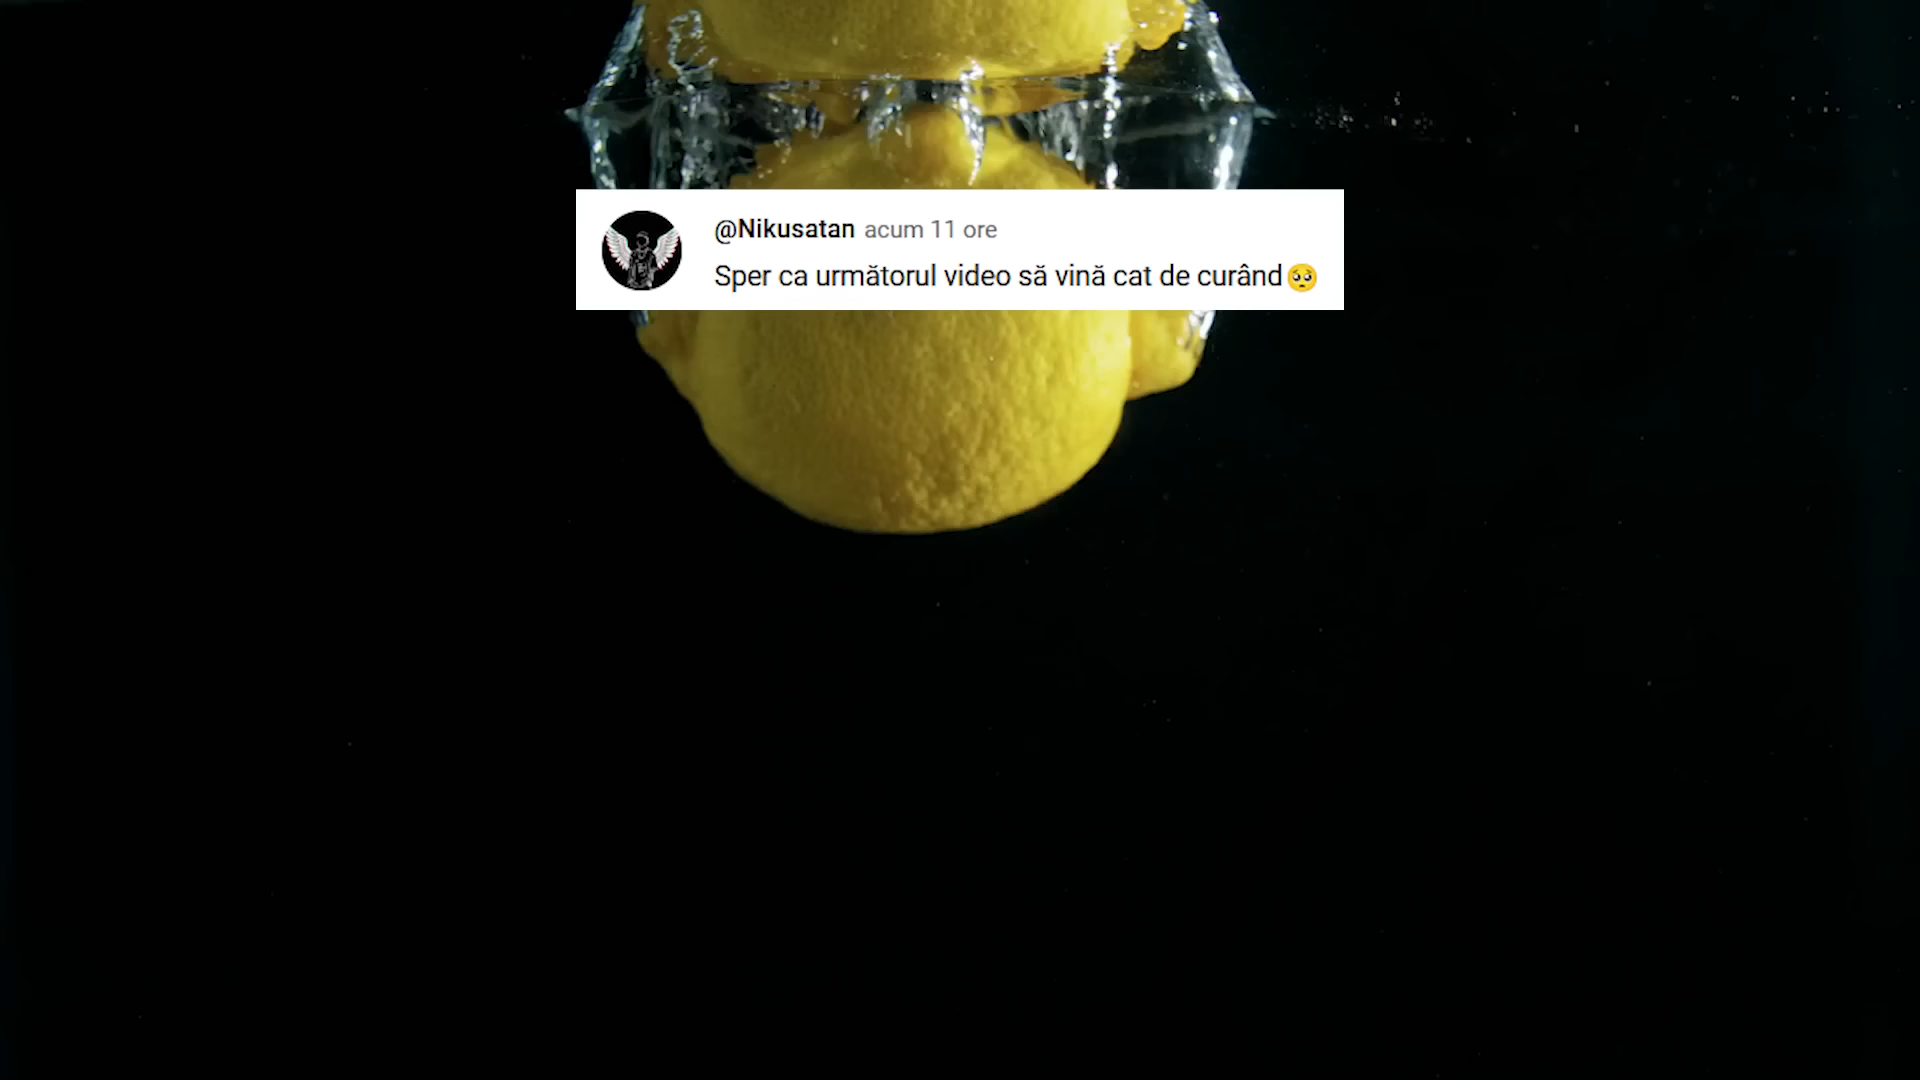 @Nikusatan acum 11 ore
Sper ca următorul video să vină cat de curând🥺